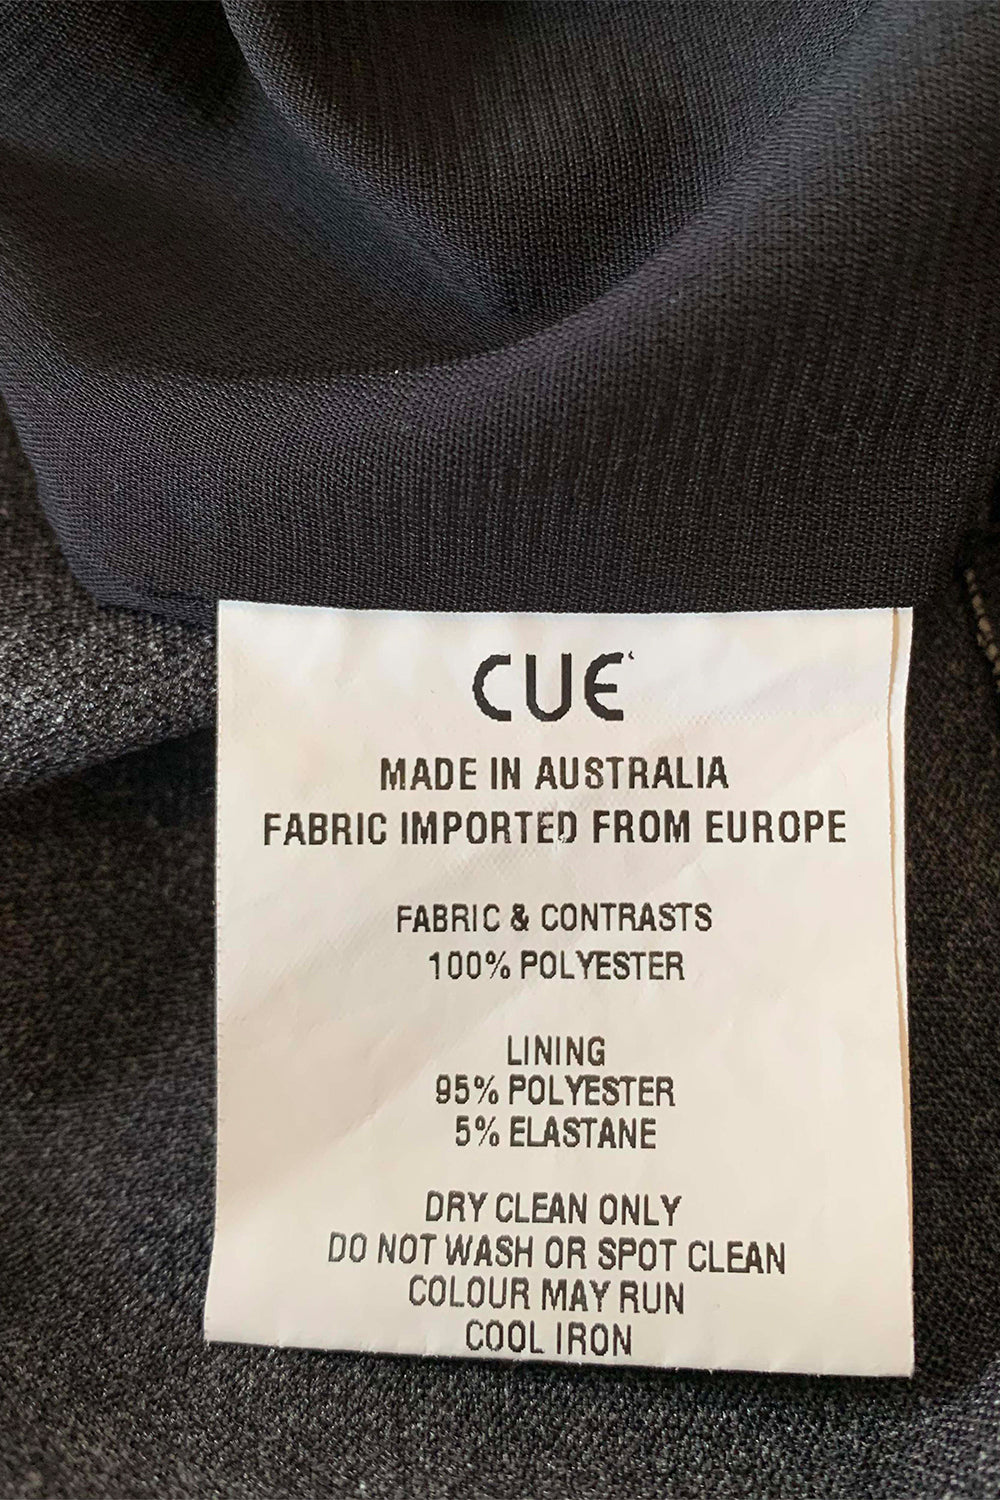 CUE
MADE IN AUSTRALIA
FABRIC IMPORTED FROM EUROPE
FABRIC & CONTRASTS
100% POLYESTER
LINING
95% POLYESTER
5% ELASTANE
DRY CLEAN ONLY
DO NOT WASH OR SPOT CLEAN
COLOUR MAY RUN
COOL IRON